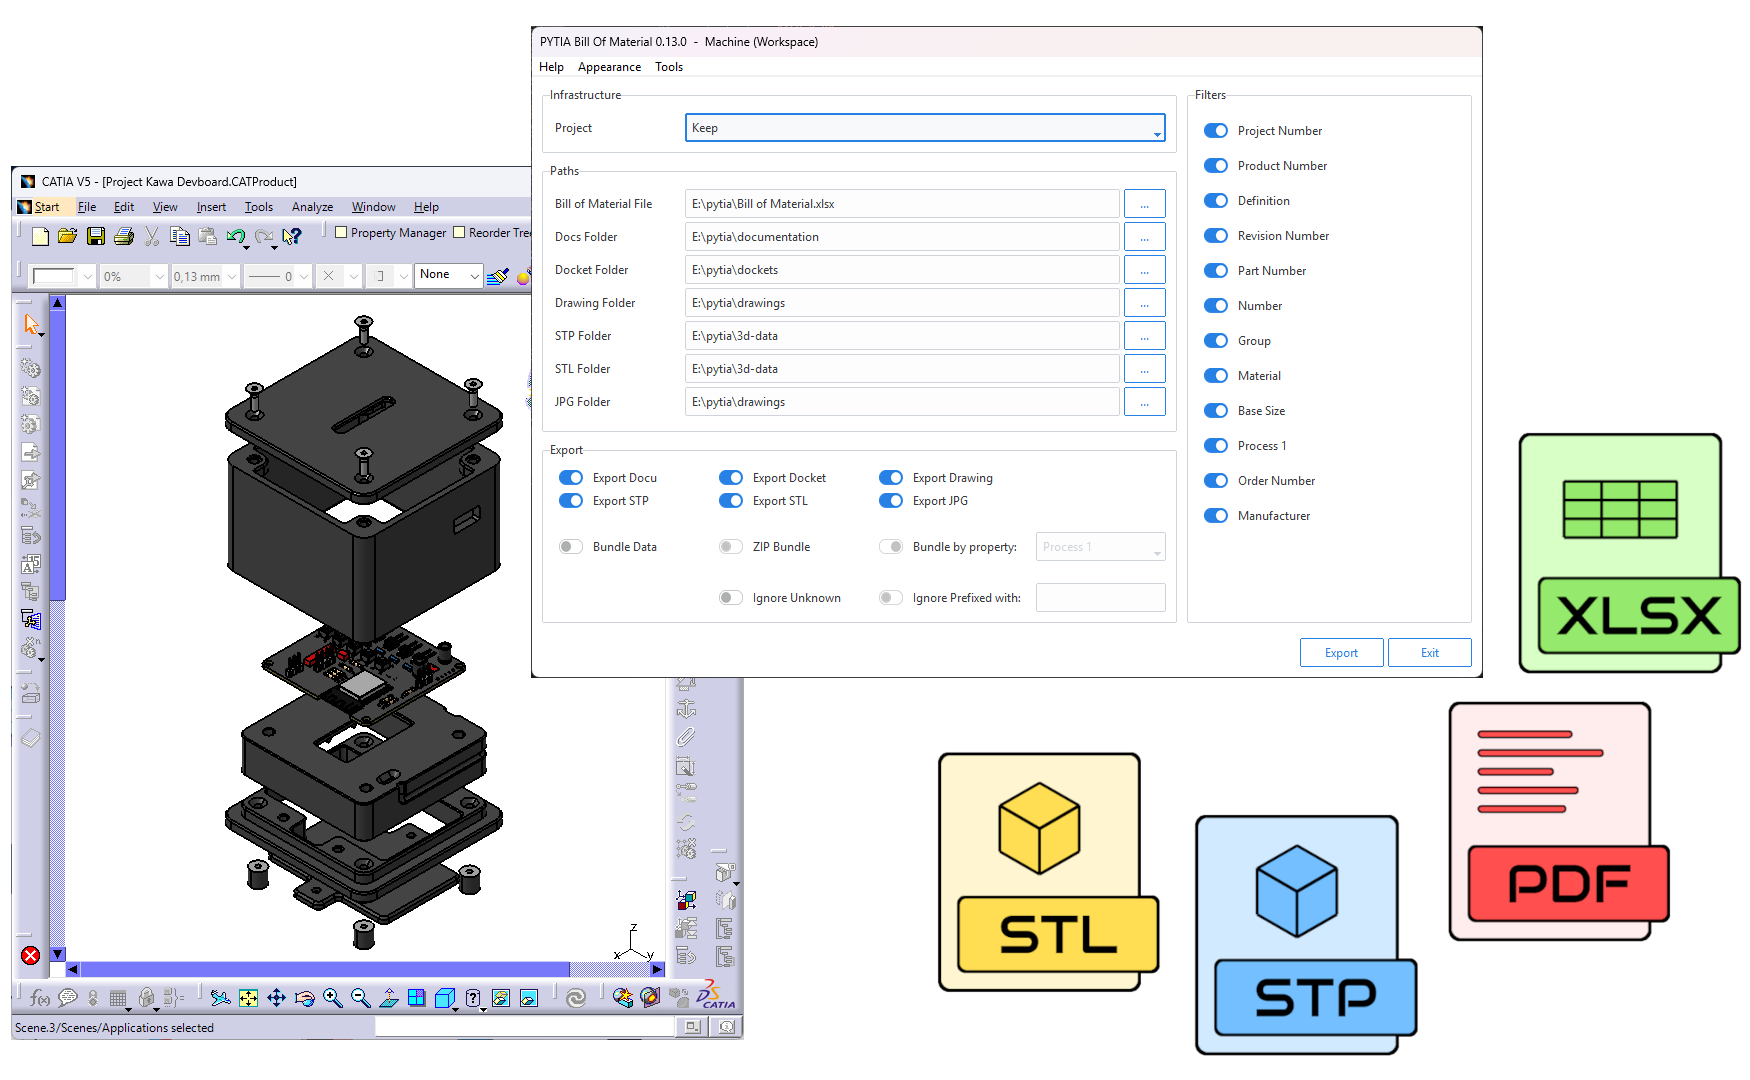 PYTIA Bill Of Material 0.13.0 - Machine (Workspace)
Help Appearance Tools
Infrastructure
Project Keep
Paths
Bill of Material File E:\pytia\Bill of Material.xlsx ...
Docs Folder E:\pytia\documentation ...
Docket Folder E:\pytia\dockets ...
Drawing Folder E:\pytia\drawings ...
STP Folder E:\pytia\3d-data ...
STL Folder E:\pytia\3d-data ...
JPG Folder E:\pytia\drawings ...
Export
Export Docu Export Docket Export Drawing
Export STP Export STL Export JPG
Bundle Data ZIP Bundle Bundle by property: Process 1
Ignore Unknown Ignore Prefixed with:
Filters
Project Number
Product Number
Definition
Revision Number
Part Number
Number
Group
Material
Base Size
Process 1
Order Number
Manufacturer
Export Exit
CATIA V5 - [Project Kawa Devboard.CATProduct]
Start File Edit View Insert Tools Analyze Window Help
Property Manager Reorder Tree
0% 0,13 mm 0 None
z
x y
f(x)
CATIA
Scene.3/Scenes/Applications selected
XLSX
PDF
STL
STP